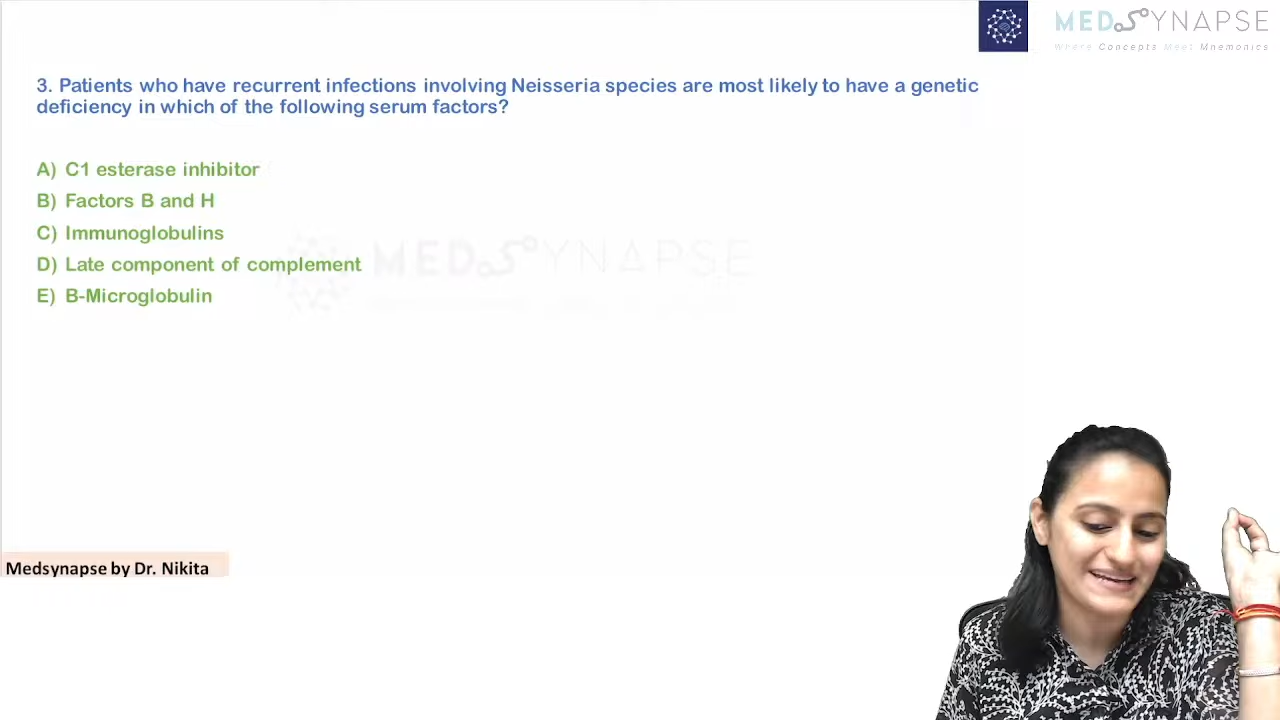 MEDSYNAPSE
Where Concepts Meet Mnemonics
3. Patients who have recurrent infections involving Neisseria species are most likely to have a genetic
deficiency in which of the following serum factors?
A) C1 esterase inhibitor
B) Factors B and H
C) Immunoglobulins
D) Late component of complement
E) B-Microglobulin
MEDSYNAPSE
Medsynapse by Dr. Nikita